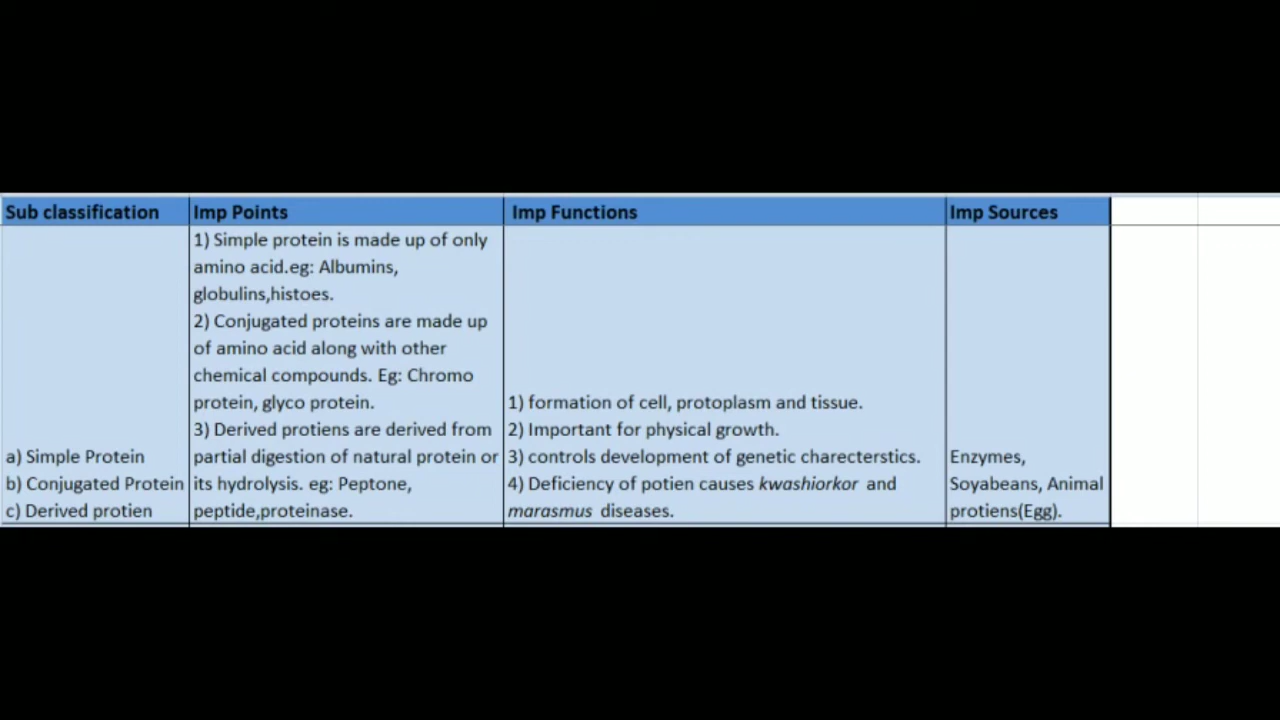 Sub classification
Imp Points
Imp Functions
Imp Sources
a) Simple Protein
b) Conjugated Protein
c) Derived protien
1) Simple protein is made up of only
amino acid.eg: Albumins,
globulins,histoes.
2) Conjugated proteins are made up
of amino acid along with other
chemical compounds. Eg: Chromo
protein, glyco protein.
3) Derived protiens are derived from
partial digestion of natural protein or
its hydrolysis. eg: Peptone,
peptide,proteinase.
1) formation of cell, protoplasm and tissue.
2) Important for physical growth.
3) controls development of genetic charecterstics.
4) Deficiency of potien causes kwashiorkor and
marasmus diseases.
Enzymes,
Soyabeans, Animal
protiens(Egg).